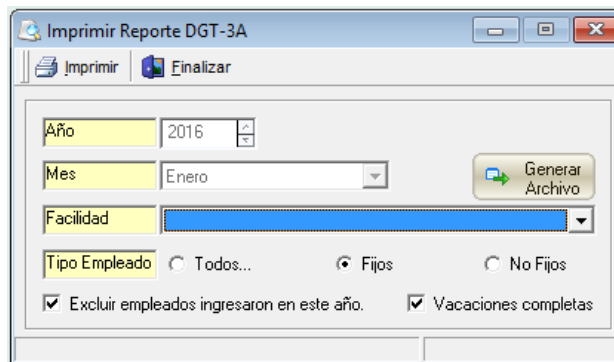 Imprimir Reporte DGT-3A
Imprimir Finalizar
Año 2016
Mes Enero
Generar
Archivo
Facilidad
Tipo Empleado Todos... Fijos No Fijos
Excluir empleados ingresaron en este año. Vacaciones completas